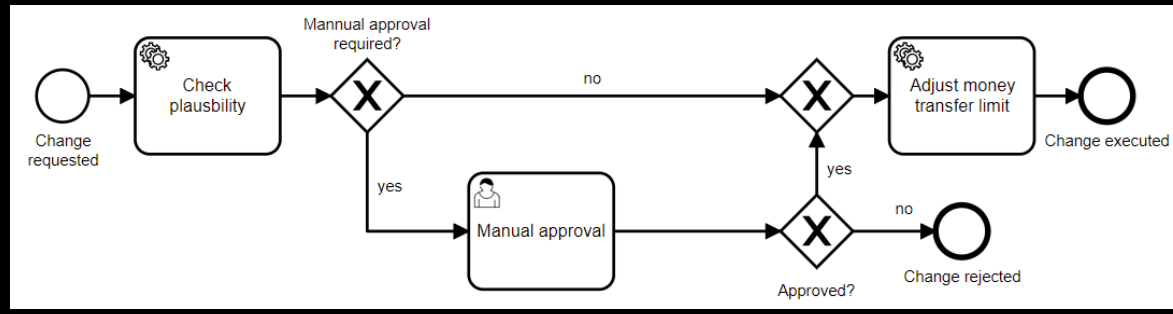 Mannual approval
required?
Check
plausbility
no
Adjust money
transfer limit
Change
requested
Change executed
yes
yes
Manual approval
no
Approved?
Change rejected